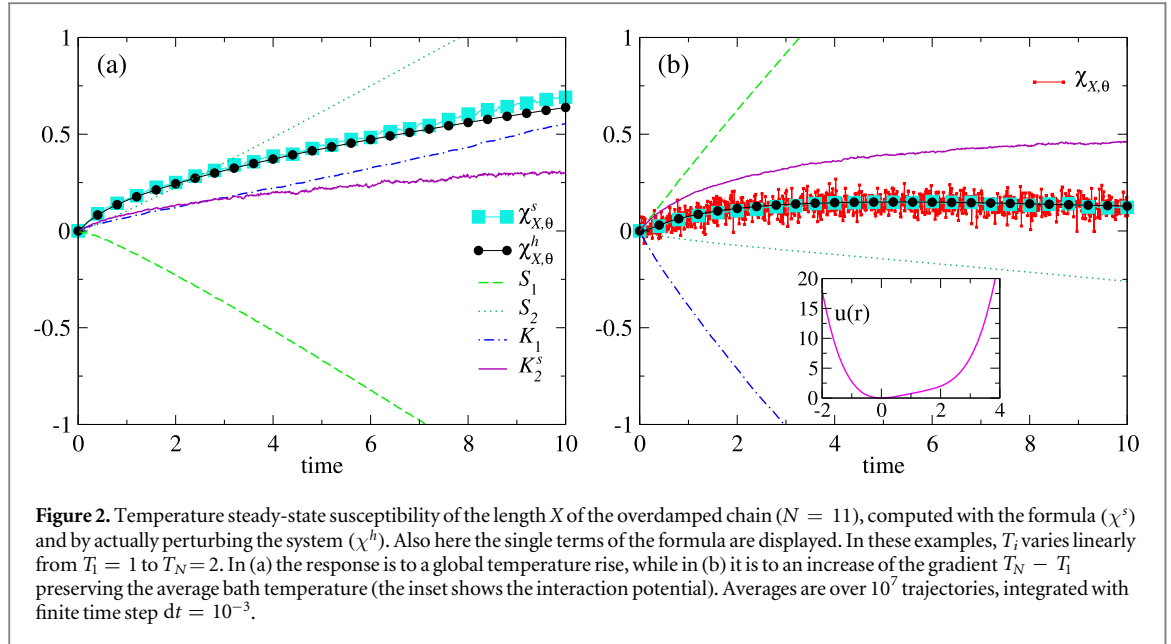 1
0.5
0
-0.5
-1
(a)
χ^s_{X,θ}
χ^h_{X,θ}
S_1
S_2
K_1
K^s_2
0 2 4 6 8 10
time
1
0.5
0
-0.5
-1
(b)
χ_{X,θ}
20
15
10
5
0
u(r)
-2 0 2 4
0 2 4 6 8 10
time
Figure 2. Temperature steady-state susceptibility of the length X of the overdamped chain (N = 11), computed with the formula (χ^s)
and by actually perturbing the system (χ^h). Also here the single terms of the formula are displayed. In these examples, T_i varies linearly
from T_1 = 1 to T_N = 2. In (a) the response is to a global temperature rise, while in (b) it is to an increase of the gradient T_N − T_1
preserving the average bath temperature (the inset shows the interaction potential). Averages are over 10^7 trajectories, integrated with
finite time step dt = 10^{−3}.